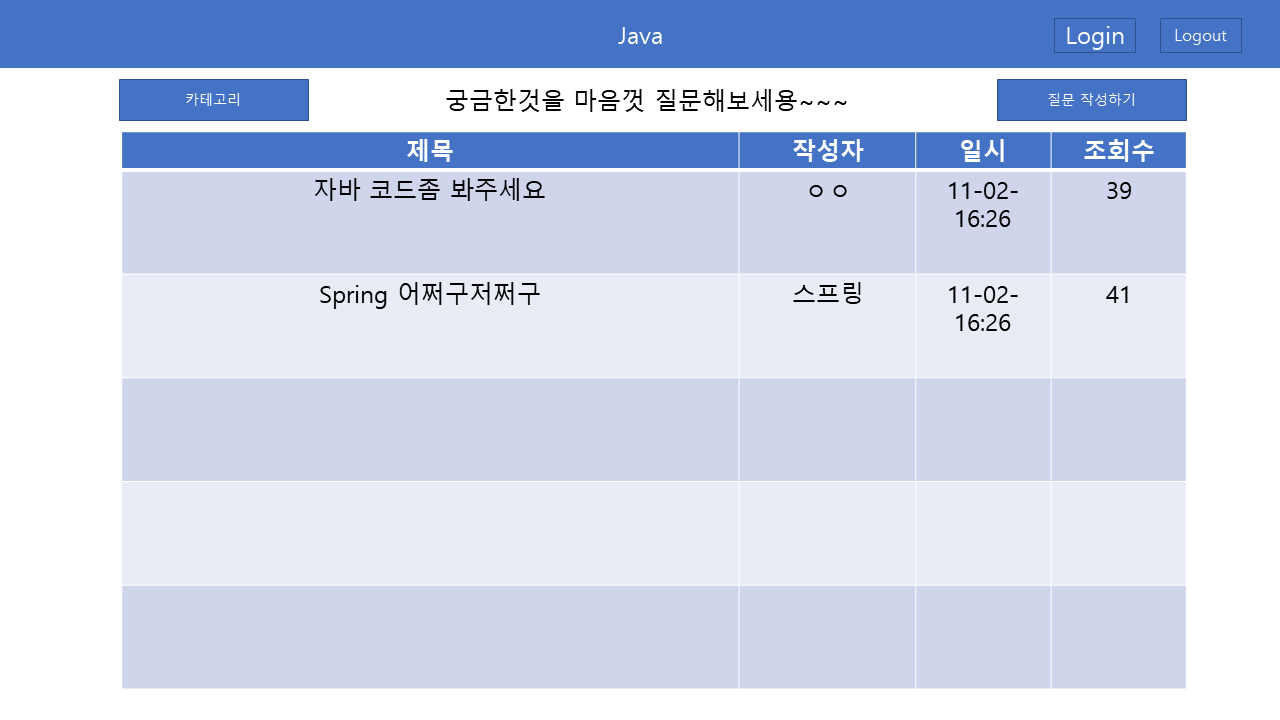 Java
Login
Logout
카테고리
궁금한것을 마음껏 질문해보세용~~~
질문 작성하기
제목 작성자 일시 조회수
자바 코드좀 봐주세요 ㅇㅇ 11-02- 39
16:26
Spring 어쩌구저쩌구 스프링 11-02- 41
16:26